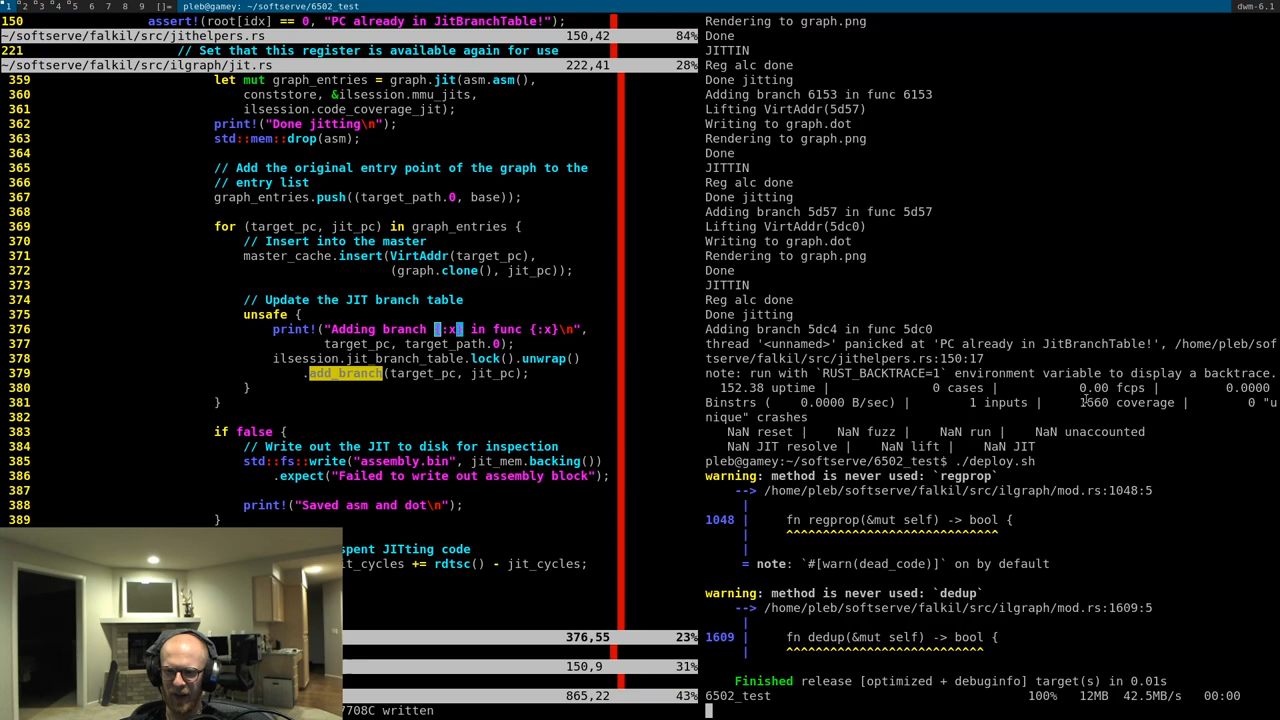 1 2 3 4 5 6 7 8 9 []= pleb@gamey: ~/softserve/6502_test dwm-6.1
150 assert!(root[idx] == 0, "PC already in JitBranchTable!");
~/softserve/falkil/src/jithelpers.rs 150,42 84%
221 // Set that this register is available again for use
~/softserve/falkil/src/ilgraph/jit.rs 222,41 28%
359 let mut graph_entries = graph.jit(asm.asm(),
360 conststore, &ilsession.mmu_jits,
361 ilsession.code_coverage_jit);
362 print!("Done jitting\n");
363 std::mem::drop(asm);
364
365 // Add the original entry point of the graph to the
366 // entry list
367 graph_entries.push((target_path.0, base));
368
369 for (target_pc, jit_pc) in graph_entries {
370 // Insert into the master
371 master_cache.insert(VirtAddr(target_pc),
372 (graph.clone(), jit_pc));
373
374 // Update the JIT branch table
375 unsafe {
376 print!("Adding branch {:x} in func {:x}\n",
377 target_pc, target_path.0);
378 ilsession.jit_branch_table.lock().unwrap()
379 .add_branch(target_pc, jit_pc);
380 }
381 }
382
383 if false {
384 // Write out the JIT to disk for inspection
385 std::fs::write("assembly.bin", jit_mem.backing())
386 .expect("Failed to write out assembly block");
387
388 print!("Saved asm and dot\n");
389 }
spent JITting code
it_cycles += rdtsc() - jit_cycles;
376,55 23%
150,9 31%
865,22 43%
7708C written
Rendering to graph.png
Done
JITTIN
Reg alc done
Done jitting
Adding branch 6153 in func 6153
Lifting VirtAddr(5d57)
Writing to graph.dot
Rendering to graph.png
Done
JITTIN
Reg alc done
Done jitting
Adding branch 5d57 in func 5d57
Lifting VirtAddr(5dc0)
Writing to graph.dot
Rendering to graph.png
Done
JITTIN
Reg alc done
Done jitting
Adding branch 5dc4 in func 5dc0
thread '<unnamed>' panicked at 'PC already in JitBranchTable!', /home/pleb/sof
tserve/falkil/src/jithelpers.rs:150:17
note: run with `RUST_BACKTRACE=1` environment variable to display a backtrace.
152.38 uptime | 0 cases | 0.00 fcps | 0.0000
Binstrs ( 0.0000 B/sec) | 1 inputs | 1660 coverage | 0 "u
nique" crashes
NaN reset | NaN fuzz | NaN run | NaN unaccounted
NaN JIT resolve | NaN lift | NaN JIT
pleb@gamey:~/softserve/6502_test$ ./deploy.sh
warning: method is never used: `regprop`
--> /home/pleb/softserve/falkil/src/ilgraph/mod.rs:1048:5
|
1048 | fn regprop(&mut self) -> bool {
| ^^^^^^^^^^^^^^^^^^^^^^^^^^^^^
|
= note: `#[warn(dead_code)]` on by default
warning: method is never used: `dedup`
--> /home/pleb/softserve/falkil/src/ilgraph/mod.rs:1609:5
|
1609 | fn dedup(&mut self) -> bool {
| ^^^^^^^^^^^^^^^^^^^^^^^^^^^
Finished release [optimized + debuginfo] target(s) in 0.01s
6502_test 100% 12MB 42.5MB/s 00:00